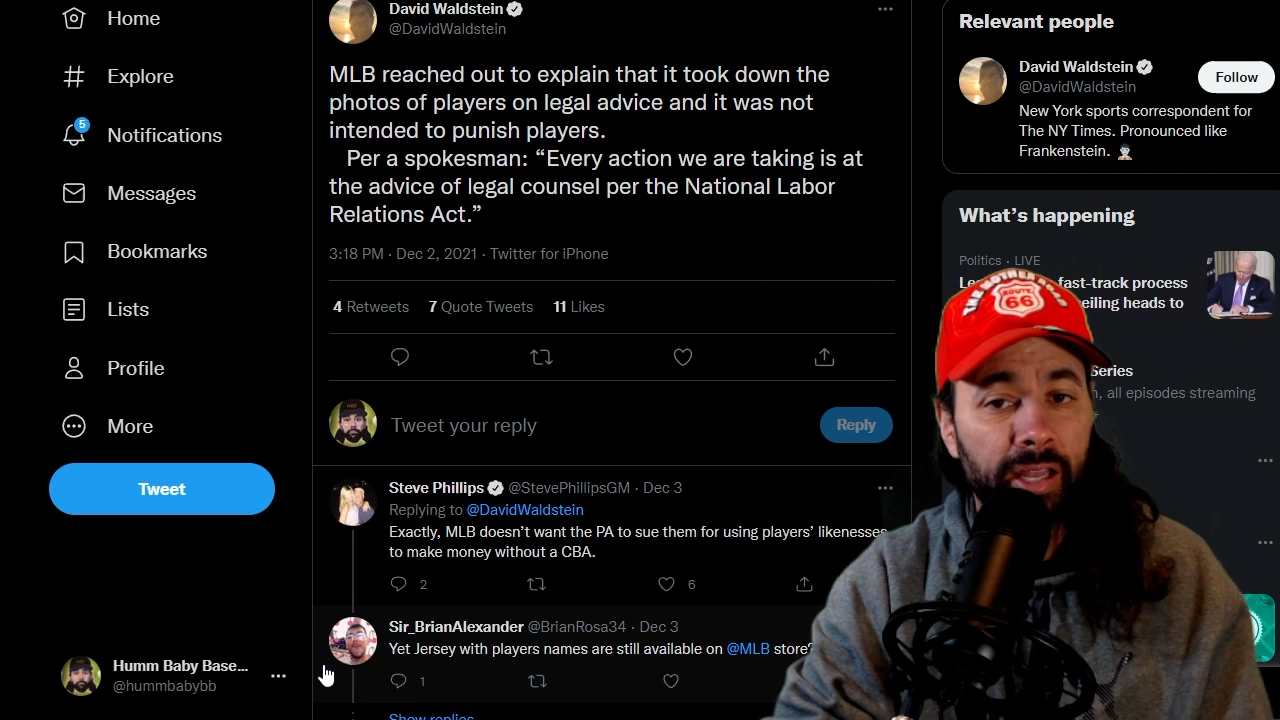 Home
Explore
5
Notifications
Messages
Bookmarks
Lists
Profile
More
Tweet
Humm Baby Base...
@hummbabybb
David Waldstein
@DavidWaldstein
MLB reached out to explain that it took down the
photos of players on legal advice and it was not
intended to punish players.
Per a spokesman: “Every action we are taking is at
the advice of legal counsel per the National Labor
Relations Act.”
3:18 PM · Dec 2, 2021 · Twitter for iPhone
4 Retweets 7 Quote Tweets 11 Likes
Tweet your reply
Reply
Steve Phillips @StevePhillipsGM · Dec 3
Replying to @DavidWaldstein
Exactly, MLB doesn’t want the PA to sue them for using players’ likenesses
to make money without a CBA.
2
6
Sir_BrianAlexander @BrianRosa34 · Dec 3
Yet Jersey with players names are still available on @MLB store?
1
Show replies
Relevant people
David Waldstein
Follow
@DavidWaldstein
New York sports correspondent for
The NY Times. Pronounced like
Frankenstein.
What’s happening
Politics · LIVE
fast-track process
heads to
Series
all episodes streaming
THE MOTHER ROAD
ROUTE
66